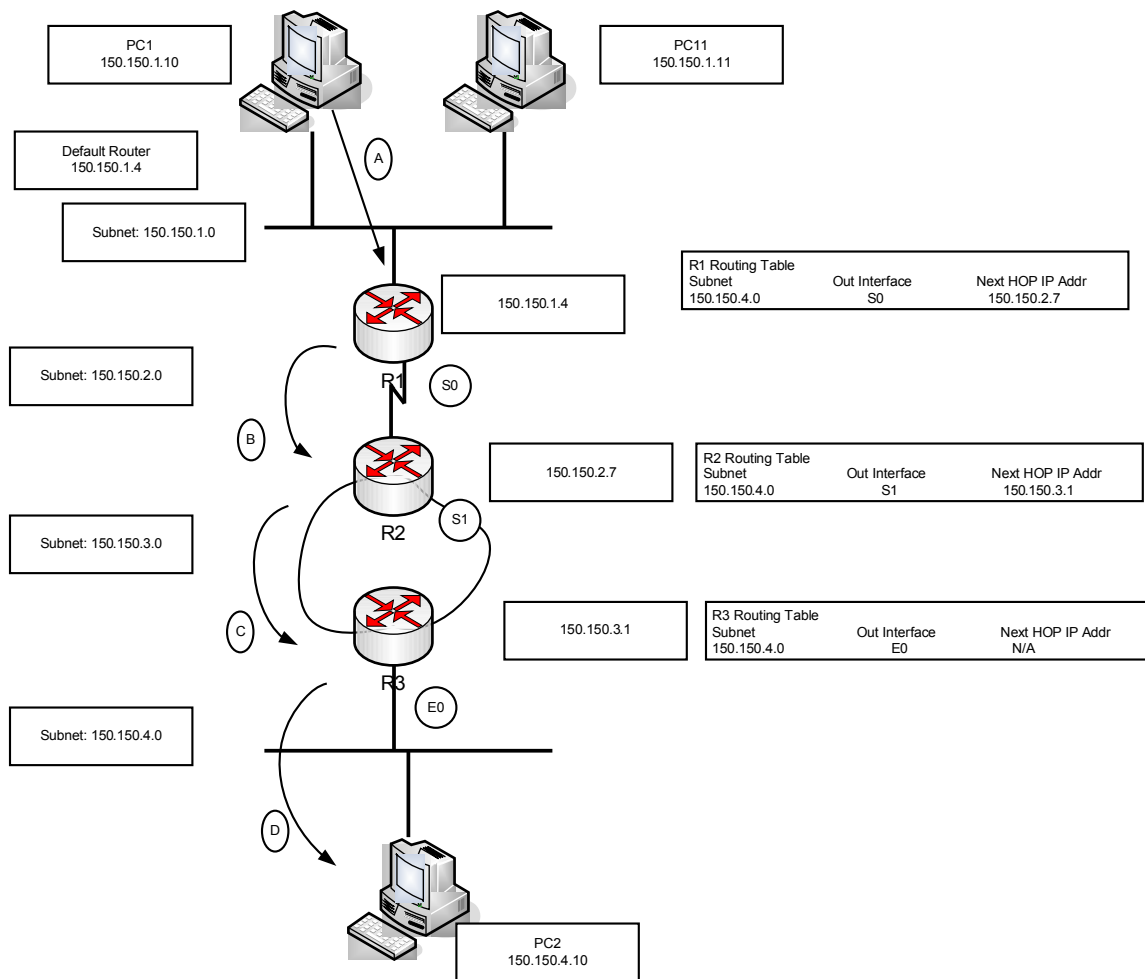 PC1
150.150.1.10
PC11
150.150.1.11
Default Router
150.150.1.4
A
Subnet: 150.150.1.0
150.150.1.4
R1 Routing Table
Subnet Out Interface Next HOP IP Addr
150.150.4.0 S0 150.150.2.7
Subnet: 150.150.2.0
R1
S0
B
150.150.2.7
R2 Routing Table
Subnet Out Interface Next HOP IP Addr
150.150.4.0 S1 150.150.3.1
S1
R2
Subnet: 150.150.3.0
C
150.150.3.1
R3 Routing Table
Subnet Out Interface Next HOP IP Addr
150.150.4.0 E0 N/A
R3
E0
Subnet: 150.150.4.0
D
PC2
150.150.4.10